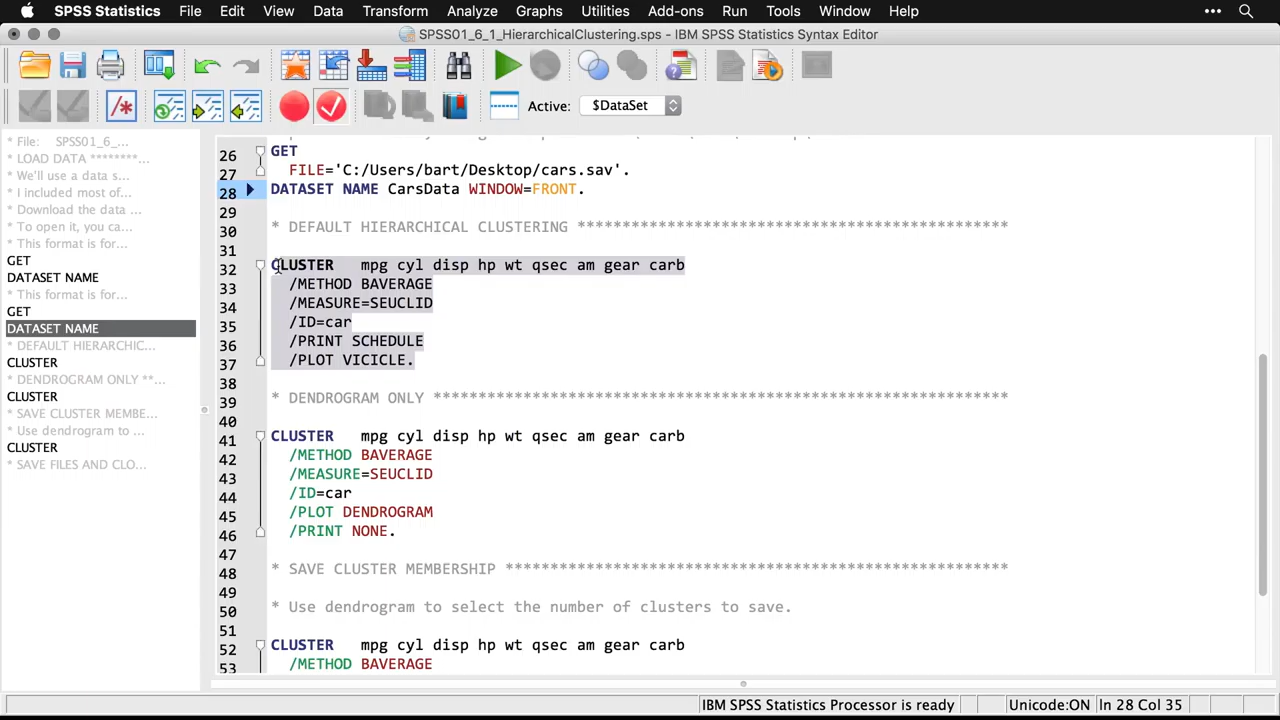 SPSS Statistics File Edit View Data Transform Analyze Graphs Utilities Add-ons Run Tools Window Help
SPSS01_6_1_HierarchicalClustering.sps - IBM SPSS Statistics Syntax Editor
Active: $DataSet
* File: SPSS01_6_...
* LOAD DATA ********...
* We'll use a data s...
* I included most of...
* Download the data ...
* To open it, you ca...
* This format is for...
GET
DATASET NAME
* This format is for...
GET
DATASET NAME
* DEFAULT HIERARCHIC...
CLUSTER
* DENDROGRAM ONLY **...
CLUSTER
* SAVE CLUSTER MEMBE...
* Use dendrogram to ...
CLUSTER
* SAVE FILES AND CLO...
26 GET
27 FILE='C:/Users/bart/Desktop/cars.sav'.
28 DATASET NAME CarsData WINDOW=FRONT.
29
30 * DEFAULT HIERARCHICAL CLUSTERING ************************************************
31
32 CLUSTER mpg cyl disp hp wt qsec am gear carb
33 /METHOD BAVERAGE
34 /MEASURE=SEUCLID
35 /ID=car
36 /PRINT SCHEDULE
37 /PLOT VICICLE.
38
39 * DENDROGRAM ONLY ****************************************************************
40
41 CLUSTER mpg cyl disp hp wt qsec am gear carb
42 /METHOD BAVERAGE
43 /MEASURE=SEUCLID
44 /ID=car
45 /PLOT DENDROGRAM
46 /PRINT NONE.
47
48 * SAVE CLUSTER MEMBERSHIP ********************************************************
49
50 * Use dendrogram to select the number of clusters to save.
51
52 CLUSTER mpg cyl disp hp wt qsec am gear carb
53 /METHOD BAVERAGE
IBM SPSS Statistics Processor is ready Unicode:ON In 28 Col 35